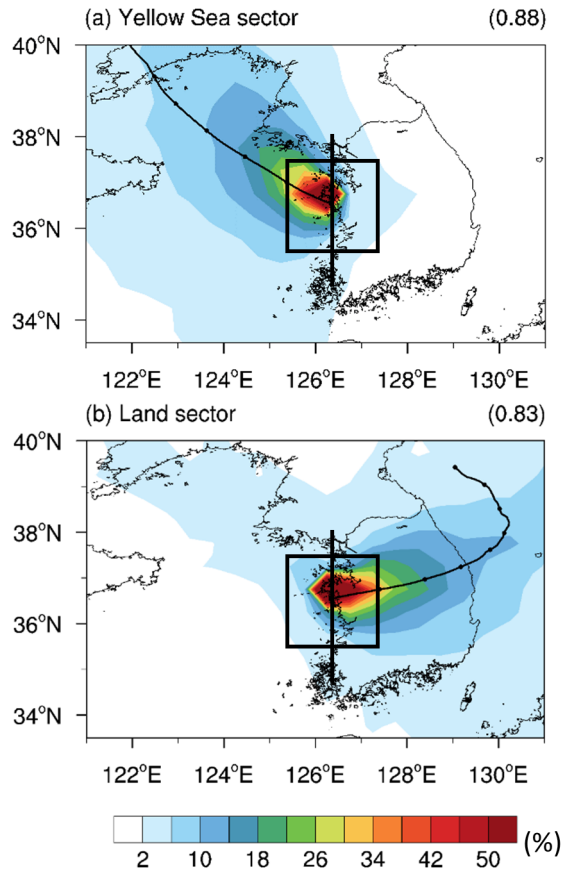 (a) Yellow Sea sector (0.88)
40°N
38°N
36°N
34°N
122°E 124°E 126°E 128°E 130°E
(b) Land sector (0.83)
40°N
38°N
36°N
34°N
122°E 124°E 126°E 128°E 130°E
2 10 18 26 34 42 50 (%)